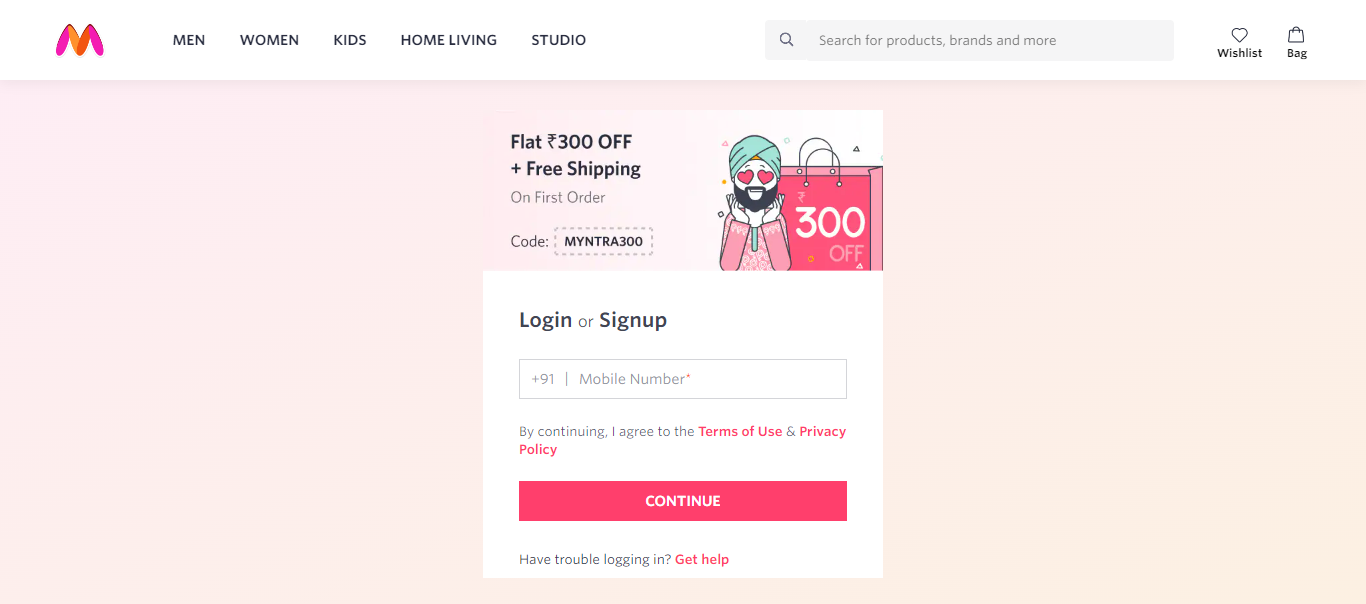 MEN WOMEN KIDS HOME LIVING STUDIO
Search for products, brands and more
Wishlist Bag
Flat ₹300 OFF
+ Free Shipping
On First Order
Code: MYNTRA300
₹
300
OFF
Login or Signup
+91 | Mobile Number*
By continuing, I agree to the Terms of Use & Privacy
Policy
CONTINUE
Have trouble logging in? Get help